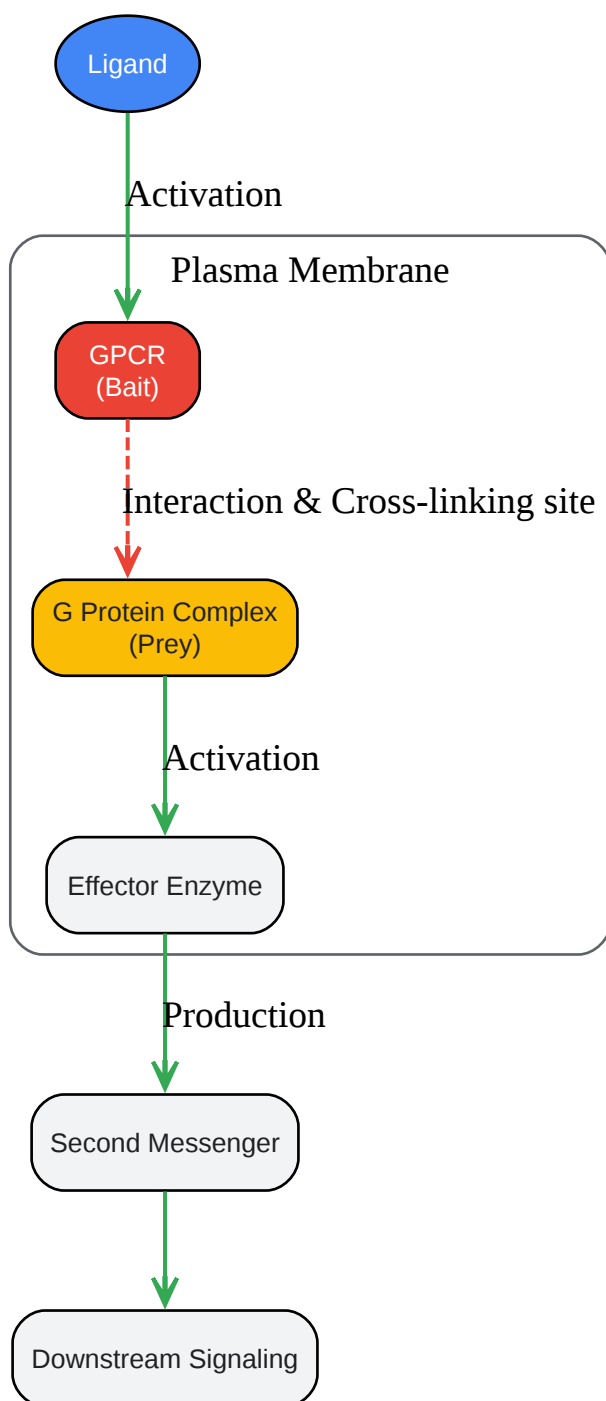 Ligand
Activation
Plasma Membrane
GPCR
(Bait)
Interaction & Cross-linking site
G Protein Complex
(Prey)
Activation
Effector Enzyme
Production
Second Messenger
Downstream Signaling